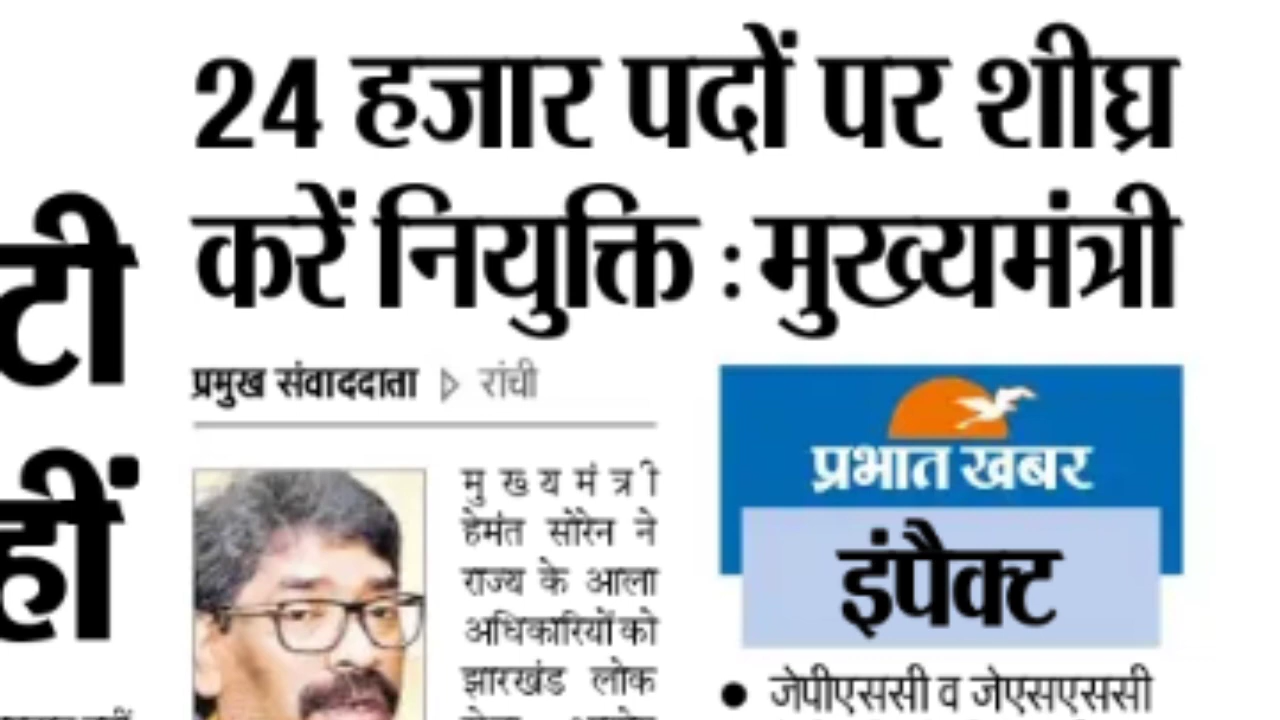 24 हजार पदों पर शीघ्र
करें नियुक्ति : मुख्यमंत्री
प्रमुख संवाददाता ▷ रांची
मुख्यमंत्री
हेमंत सोरेन ने
राज्य के आला
अधिकारियों को
झारखंड लोक
प्रभात खबर
इंपैक्ट
● जेपीएससी व जेएसएससी
टी
हीं